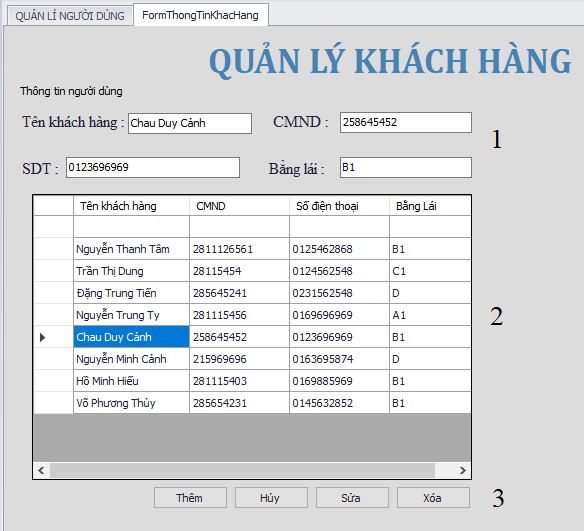 QUẢN LÍ NGƯỜI DÙNG FormThongTinKhacHang
QUẢN LÝ KHÁCH HÀNG
Thông tin người dùng
Tên khách hàng : Chau Duy Cảnh CMND : 258645452
1
SDT : 0123696969 Bằng lái : B1
Tên khách hàng CMND Số điện thoại Bằng Lái
Nguyễn Thanh Tâm 2811126561 0125462868 B1
Trần Thị Dung 28115454 0124562548 C1
Đặng Trung Tiến 285645241 0231562548 D
Nguyễn Trung Ty 281115456 0169696969 A1
2
Chau Duy Cảnh 258645452 0123696969 B1
Nguyễn Minh Cảnh 215969696 0163695874 D
Hồ Minh Hiếu 281115403 0169885969 B1
Võ Phương Thủy 285654231 0145632852 B1
Thêm Hủy Sửa Xóa 3